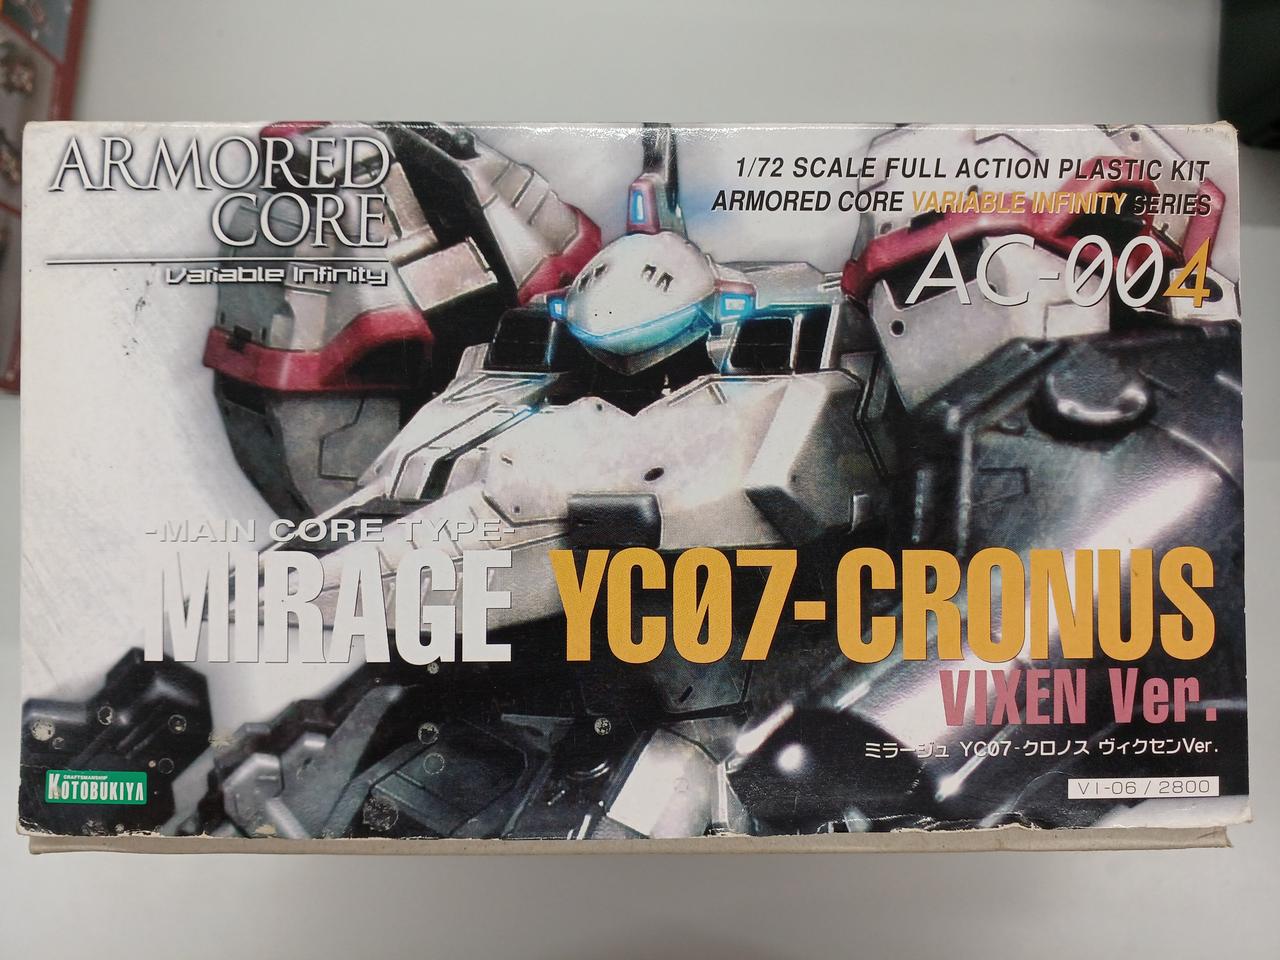 ARMORED
CORE
Variable Infinity
1/72 SCALE FULL ACTION PLASTIC KIT
ARMORED CORE VARIABLE INFINITY SERIES
AC-004
-MAIN CORE TYPE-
MIRAGE YC07-CRONUS
VIXEN Ver.
ミラージュ YC07-クロノス ヴィクセンVer.
CRAFTSMANSHIP
KOTOBUKIYA
VI-06/2800